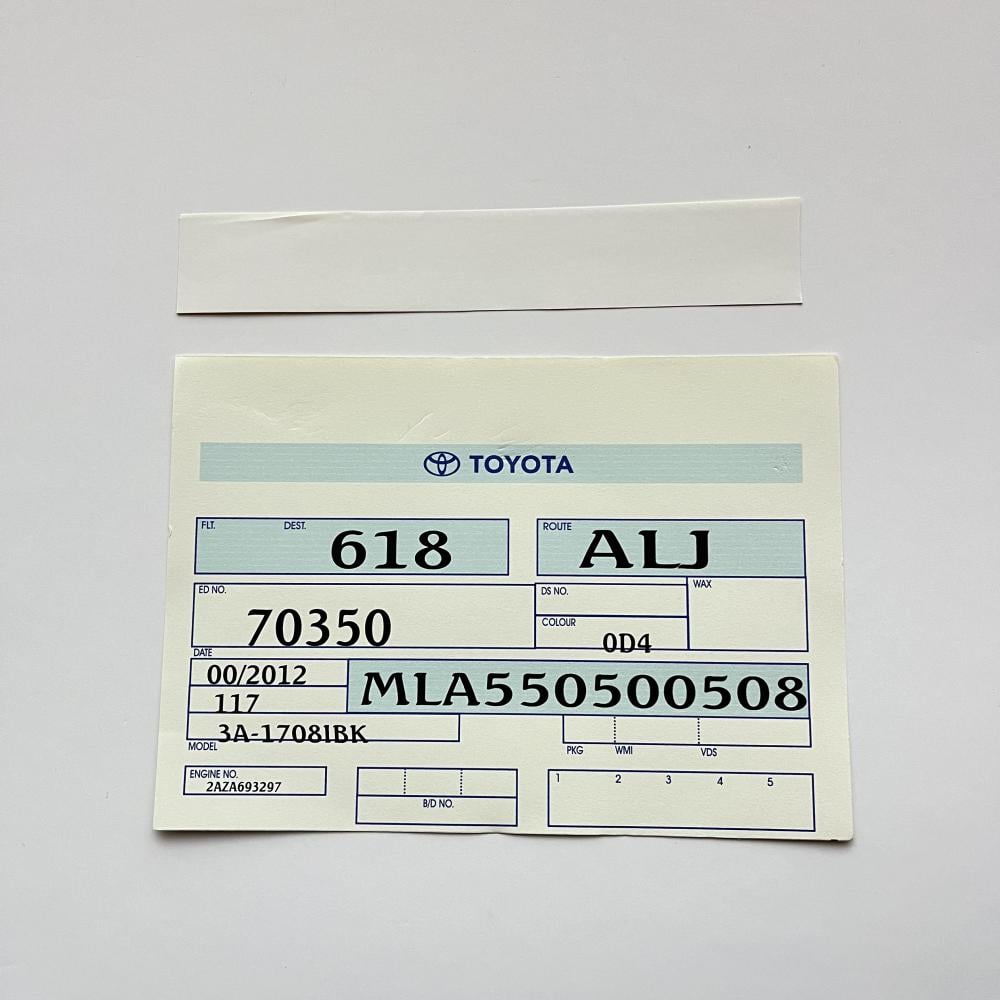 TOYOTA
FLT. DEST. 618 ROUTE ALJ
ED NO. 70350 DS NO. WAX
COLOUR 0D4
DATE
00/2012 MLA550500508
117
3A-1708IBK
MODEL PKG WMI VDS
ENGINE NO. 1 2 3 4 5
2AZA693297
B/D NO.